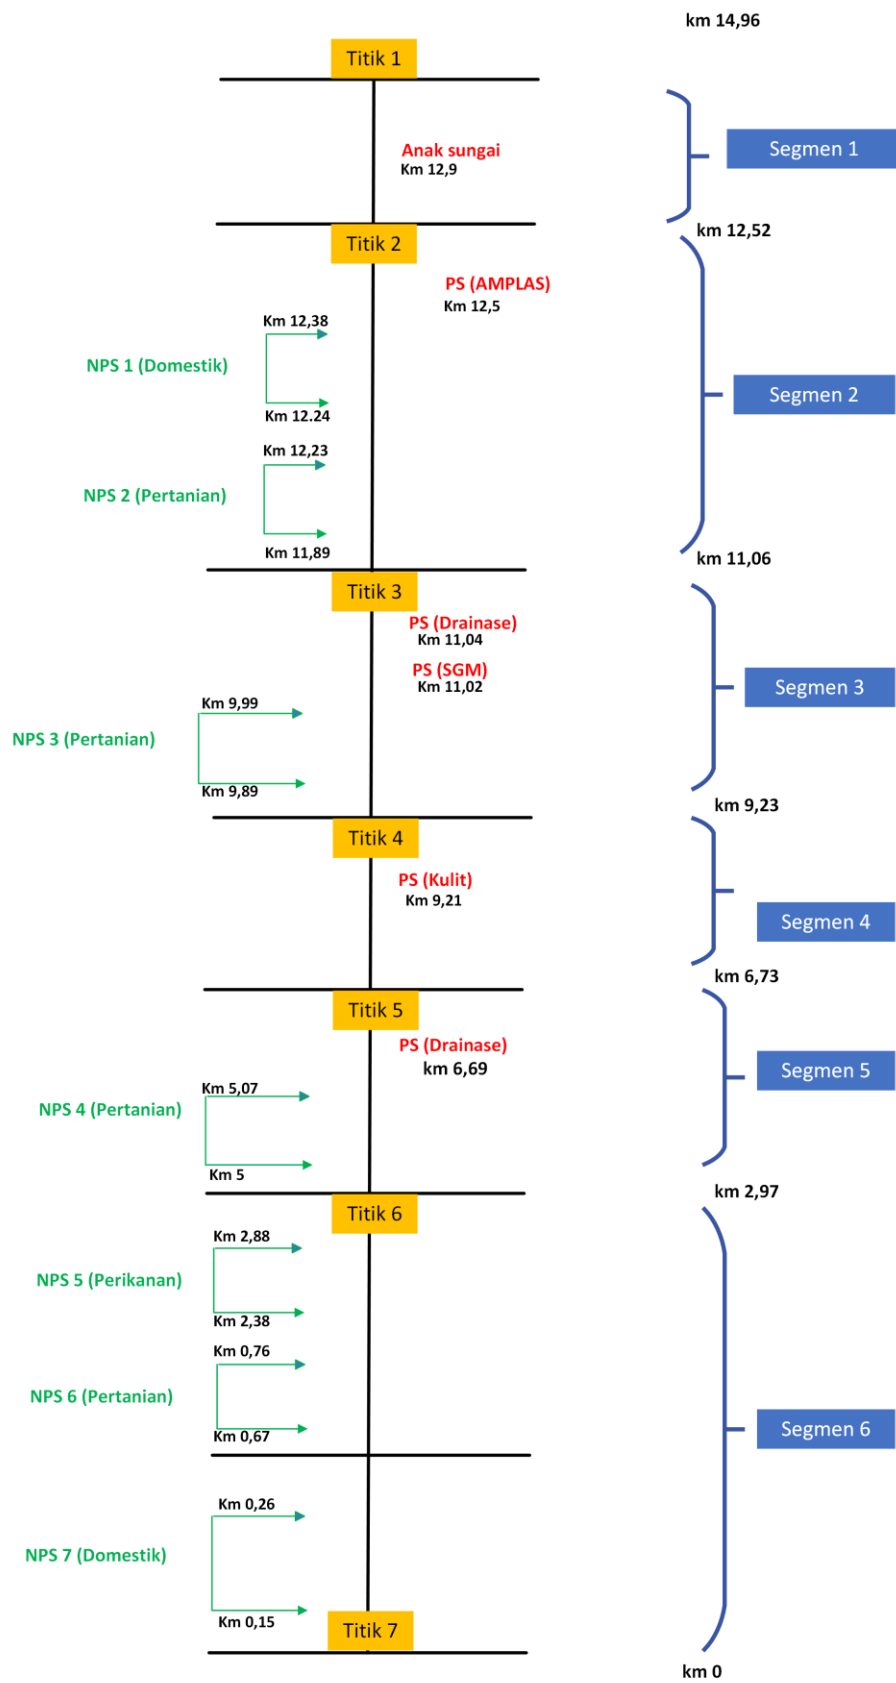 km 14,96
Titik 1
Anak sungai
Km 12,9
Segmen 1
km 12,52
Titik 2
PS (AMPLAS)
Km 12,5
Km 12,38
NPS 1 (Domestik)
Km 12.24
Segmen 2
Km 12,23
NPS 2 (Pertanian)
Km 11,89
km 11,06
Titik 3
PS (Drainase)
Km 11,04
PS (SGM)
Km 11,02
Segmen 3
Km 9,99
NPS 3 (Pertanian)
Km 9,89
km 9,23
Titik 4
PS (Kulit)
Km 9,21
Segmen 4
km 6,73
Titik 5
PS (Drainase)
km 6,69
Segmen 5
Km 5,07
NPS 4 (Pertanian)
Km 5
km 2,97
Titik 6
Km 2,88
NPS 5 (Perikanan)
Km 2,38
Km 0,76
NPS 6 (Pertanian)
Km 0,67
Segmen 6
Km 0,26
NPS 7 (Domestik)
Km 0,15
Titik 7
km 0